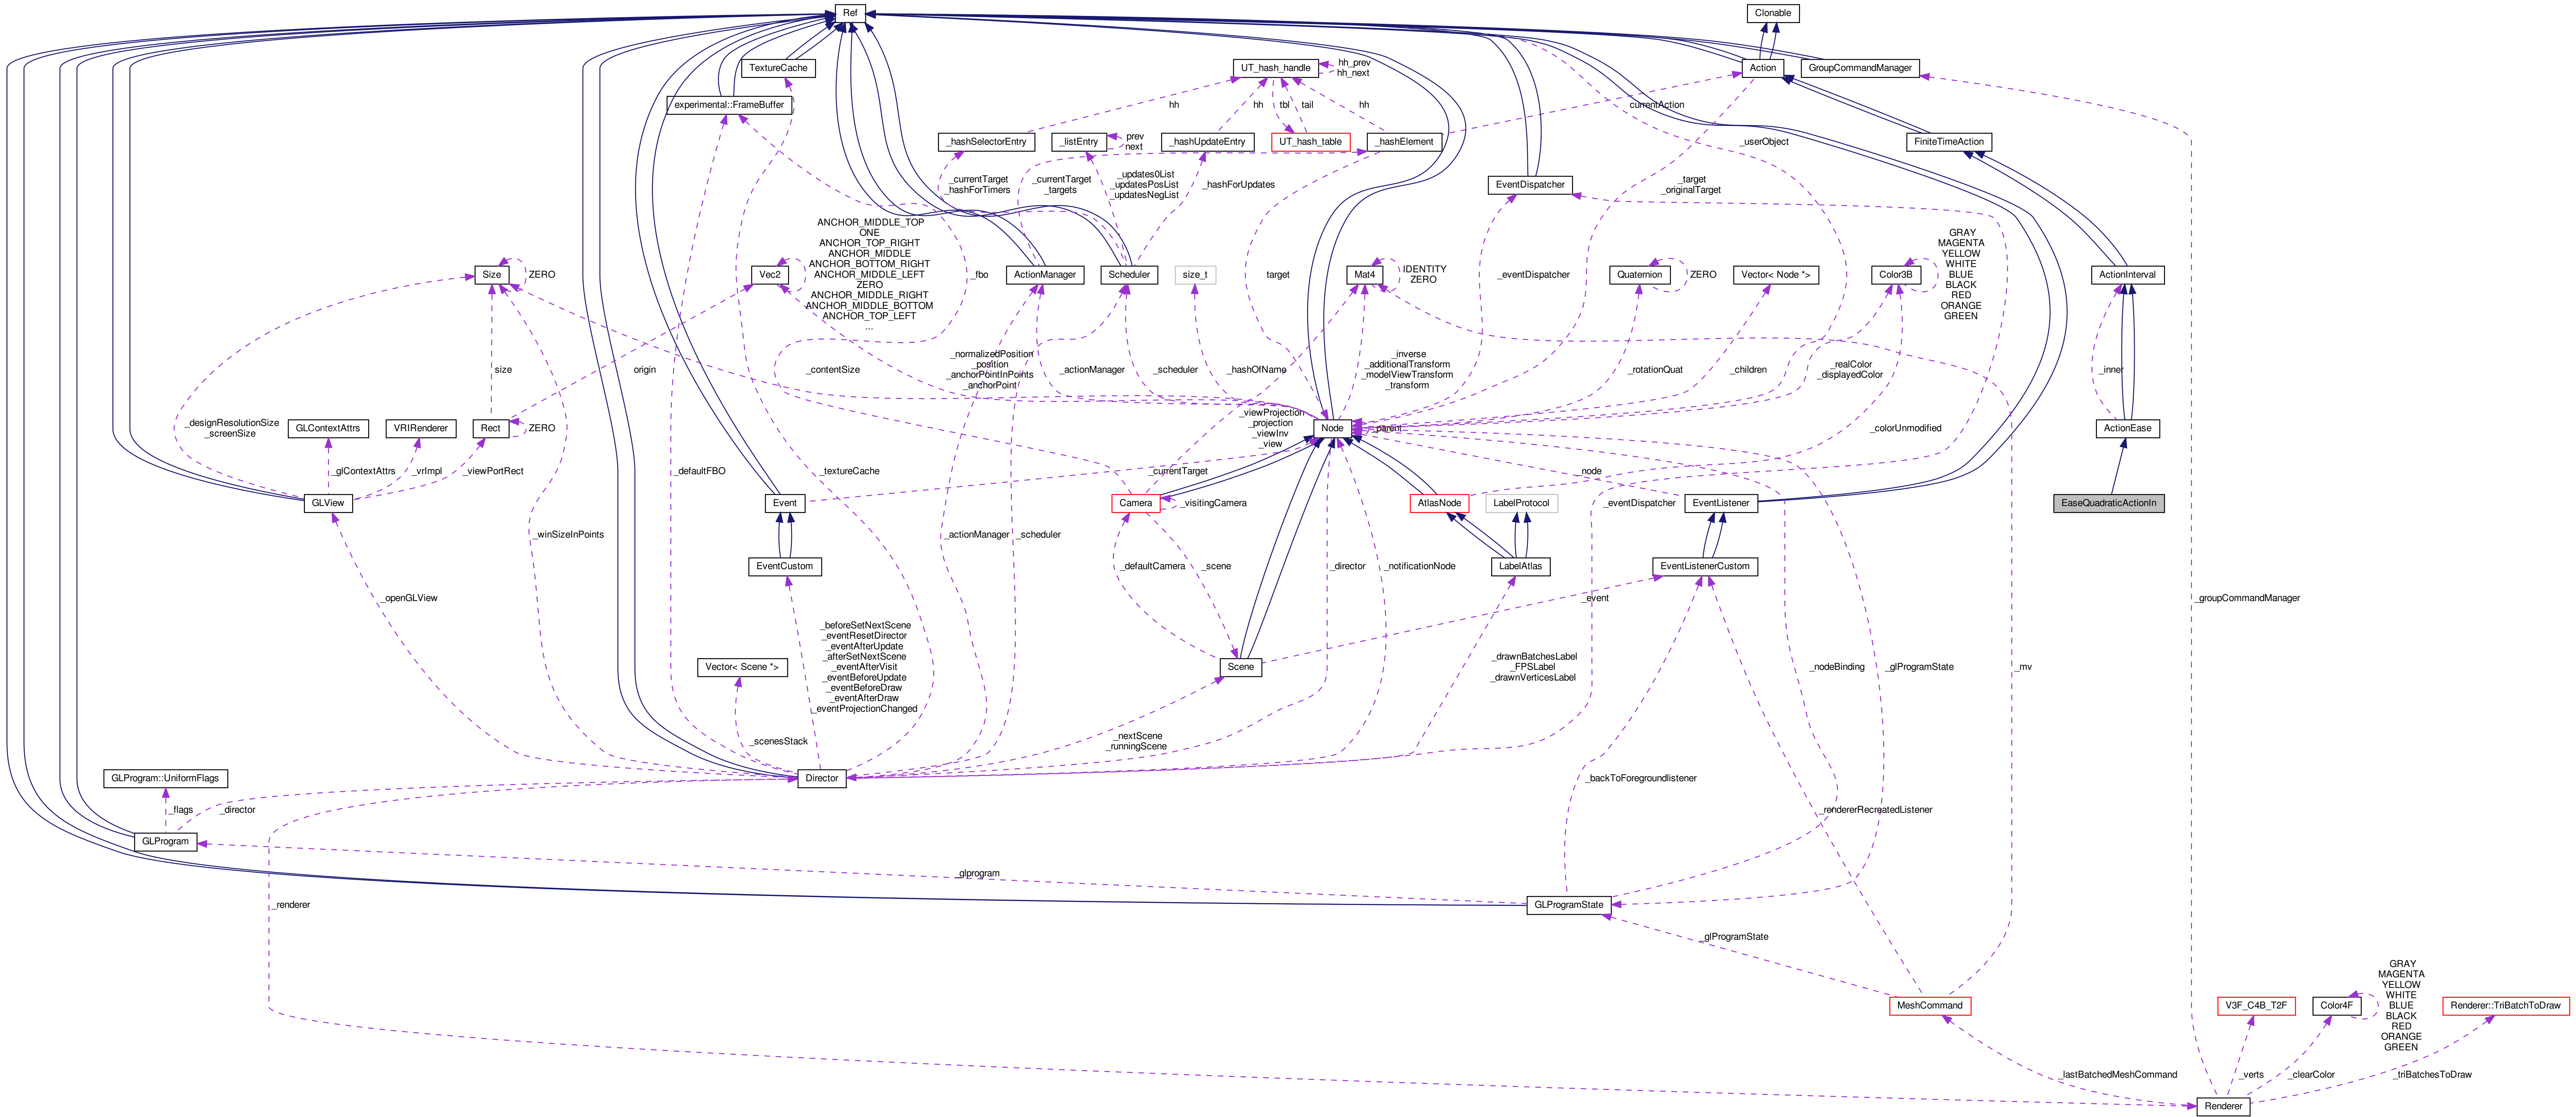 Ref
Clonable
TextureCache
UT_hash_handle
hh_prev
hh_next
Action
GroupCommandManager
experimental::FrameBuffer
hh
hh
tbl
tail
hh
currentAction
_hashSelectorEntry
_listEntry
prev
next
_hashUpdateEntry
UT_hash_table
_hashElement
_userObject
FiniteTimeAction
_currentTarget
_hashForTimers
_currentTarget
_targets
_updates0List
_updatesPosList
_updatesNegList
_hashForUpdates
EventDispatcher
_target
_originalTarget
ANCHOR_MIDDLE_TOP
ONE
ANCHOR_TOP_RIGHT
ANCHOR_MIDDLE
ANCHOR_BOTTOM_RIGHT
ANCHOR_MIDDLE_LEFT
ZERO
ANCHOR_MIDDLE_RIGHT
ANCHOR_MIDDLE_BOTTOM
ANCHOR_TOP_LEFT
...
GRAY
MAGENTA
YELLOW
WHITE
BLUE
BLACK
RED
ORANGE
GREEN
Size
ZERO
Vec2
_fbo
ActionManager
Scheduler
size_t
target
Mat4
IDENTITY
ZERO
_eventDispatcher
Quaternion
ZERO
Vector< Node *>
Color3B
ActionInterval
size
origin
_contentSize
_normalizedPosition
_position
_anchorPointInPoints
_anchorPoint
_actionManager
_scheduler
_hashOfName
_inverse
_additionalTransform
_modelViewTransform
_transform
_rotationQuat
_children
_realColor
_displayedColor
_inner
_designResolutionSize
_screenSize
GLContextAttrs
VRIRenderer
Rect
ZERO
_viewProjection
_projection
_viewInv
_view
Node
_parent
_colorUnmodified
ActionEase
_glContextAttrs
_vrImpl
_viewPortRect
_defaultFBO
_textureCache
_currentTarget
_node
GLView
Event
Camera
_visitingCamera
AtlasNode
LabelProtocol
_eventDispatcher
EventListener
EaseQuadraticActionIn
_winSizeInPoints
_actionManager
_scheduler
EventCustom
_defaultCamera
_scene
_director
_notificationNode
LabelAtlas
EventListenerCustom
_openGLView
_event
_groupCommandManager
_beforeSetNextScene
_eventResetDirector
_eventAfterUpdate
_afterSetNextScene
_eventAfterVisit
_eventBeforeUpdate
_eventBeforeDraw
_eventAfterDraw
_eventProjectionChanged
Vector< Scene *>
Scene
_drawnBatchesLabel
_FPSLabel
_drawnVerticesLabel
_nodeBinding
_glProgramState
_mv
_scenesStack
_nextScene
_runningScene
GLProgram::UniformFlags
Director
_backToForegroundlistener
_flags
_director
_rendererRecreatedListener
GLProgram
_glprogram
_renderer
GLProgramState
_glProgramState
GRAY
MAGENTA
YELLOW
WHITE
BLUE
BLACK
RED
ORANGE
GREEN
MeshCommand
V3F_C4B_T2F
Color4F
Renderer::TriBatchToDraw
_lastBatchedMeshCommand
_verts
_clearColor
_triBatchesToDraw
Renderer